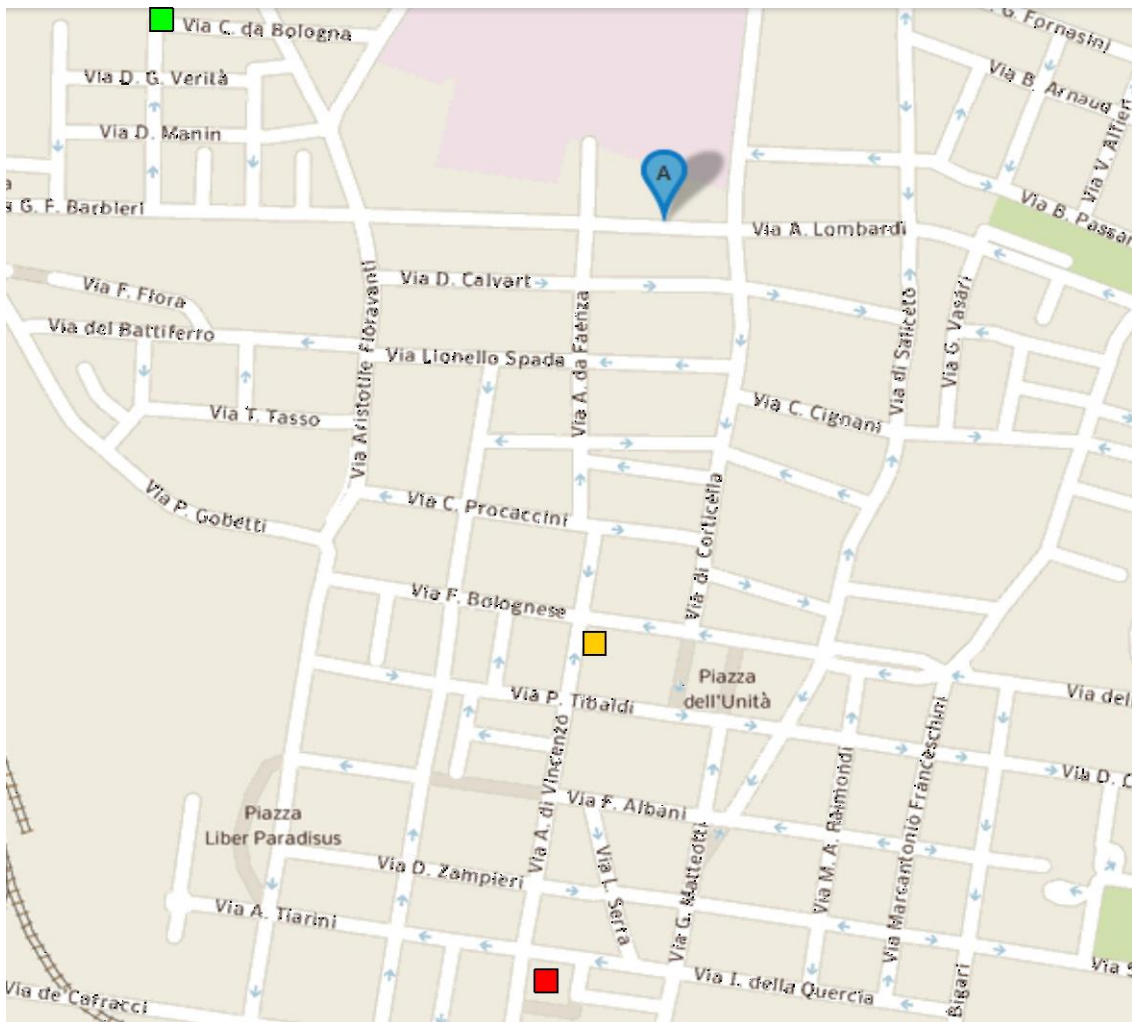 Via C. da Bologna
G. Fornasini
Via D. G. Verità
Via B. Arnaud
Via V. Alfieri
Via D. Manin
A
a
a G. F. Barbieri
Via A. Lombardi
Via B. Passar
Via D. Calvart
Via F. Flora
Via del Battiferro
Via Aristotile Fioravanti
Via Lionello Spada
Via A. da Faenza
Via di Saliceto
Via G. Vasari
Via C. Cignani
Via T. Tasso
Via P. Gobetti
Via C. Procaccini
Via di Corticella
Via F. Bolognese
Piazza
dell'Unità
Via P. Tibaldi
Via dell
Via D. C
Via A. di Vincenzo
Via F. Albani
Via M. A. Raimondi
Via Marcantonio Franceschini
Piazza
Liber Paradisus
Via D. Zampieri
Via L. Serra
Via G. Matteotti
Via A. Tiarini
Via I. della Quercia
Via S
Bigari
Via de Carracci